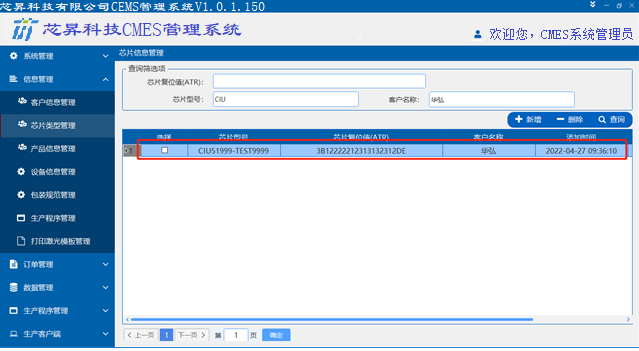 芯昇科技有限公司CEMS管理系统V1.0.1.150
芯昇科技CMES管理系统
欢迎您，CMES系统管理员
系统管理
信息管理
客户信息管理
芯片类型管理
产品信息管理
设备信息管理
包装规范管理
生产程序管理
打印激光模板管理
订单管理
数据管理
生产程序管理
生产客户端
芯片信息管理
查询筛选项
芯片复位值(ATR):
芯片型号: CIU 客户名称: 华弘
新增 删除 查询
选择 芯片型号 芯片复位值(ATR) 客户名称 添加时间
1 CIU51999-TEST9999 3B12222212313132312DE 华弘 2022-04-27 09:36:10
上一页 1 下一页 第 1 页 确定